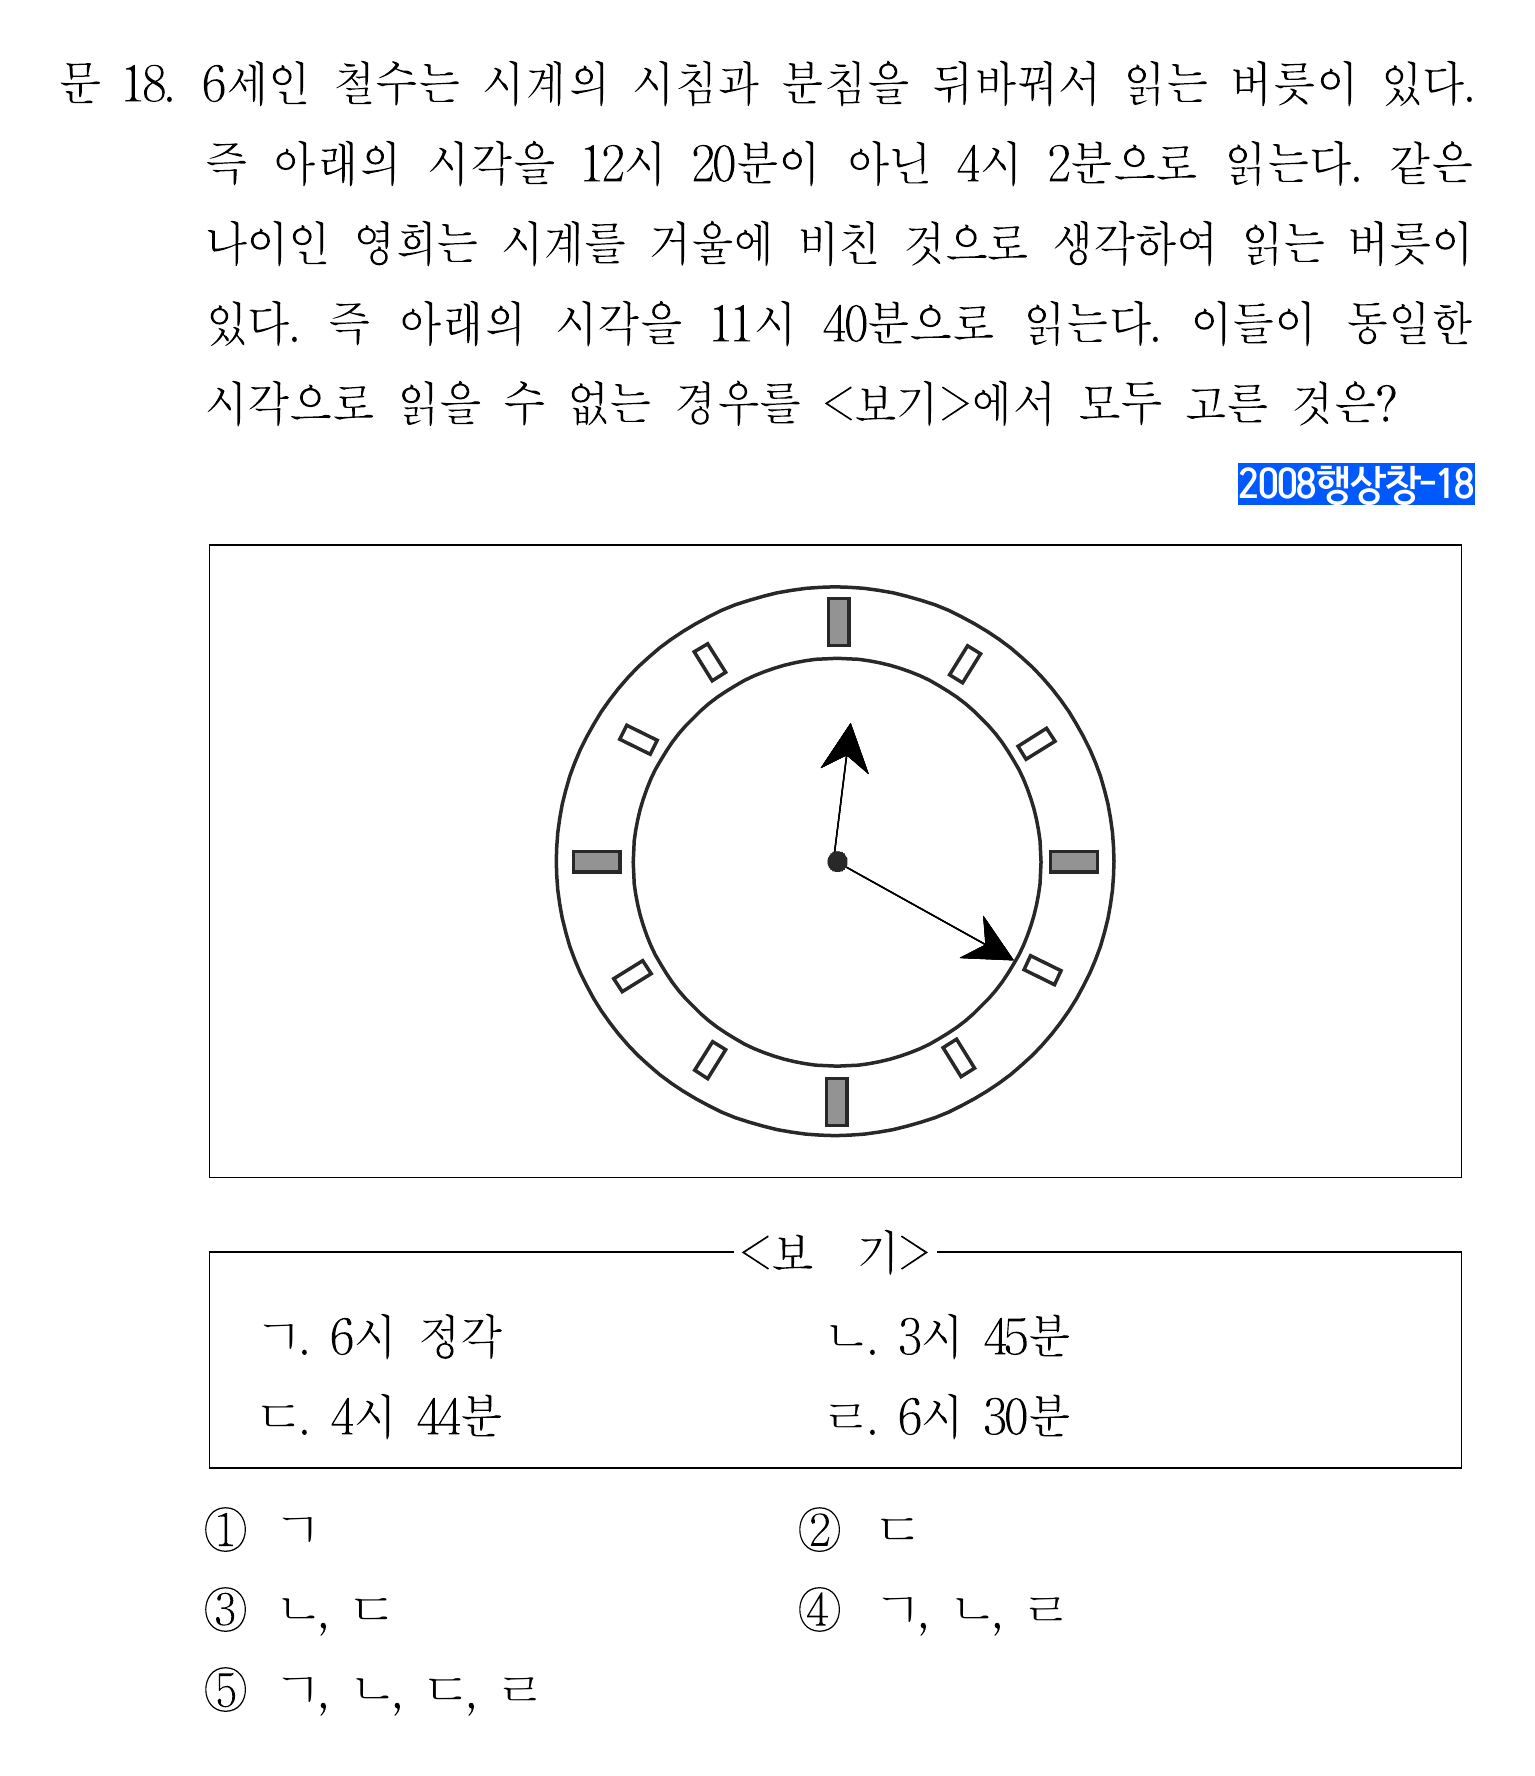 문 18. 6세인 철수는 시계의 시침과 분침을 뒤바꿔서 읽는 버릇이 있다.
즉 아래의 시각을 12시 20분이 아닌 4시 2분으로 읽는다. 같은
나이인 영희는 시계를 거울에 비친 것으로 생각하여 읽는 버릇이
있다. 즉 아래의 시각을 11시 40분으로 읽는다. 이들이 동일한
시각으로 읽을 수 없는 경우를 <보기>에서 모두 고른 것은?
2008행상창-18
<보 기>
ㄱ. 6시 정각 ㄴ. 3시 45분
ㄷ. 4시 44분 ㄹ. 6시 30분
① ㄱ ② ㄷ
③ ㄴ, ㄷ ④ ㄱ, ㄴ, ㄹ
⑤ ㄱ, ㄴ, ㄷ, ㄹ